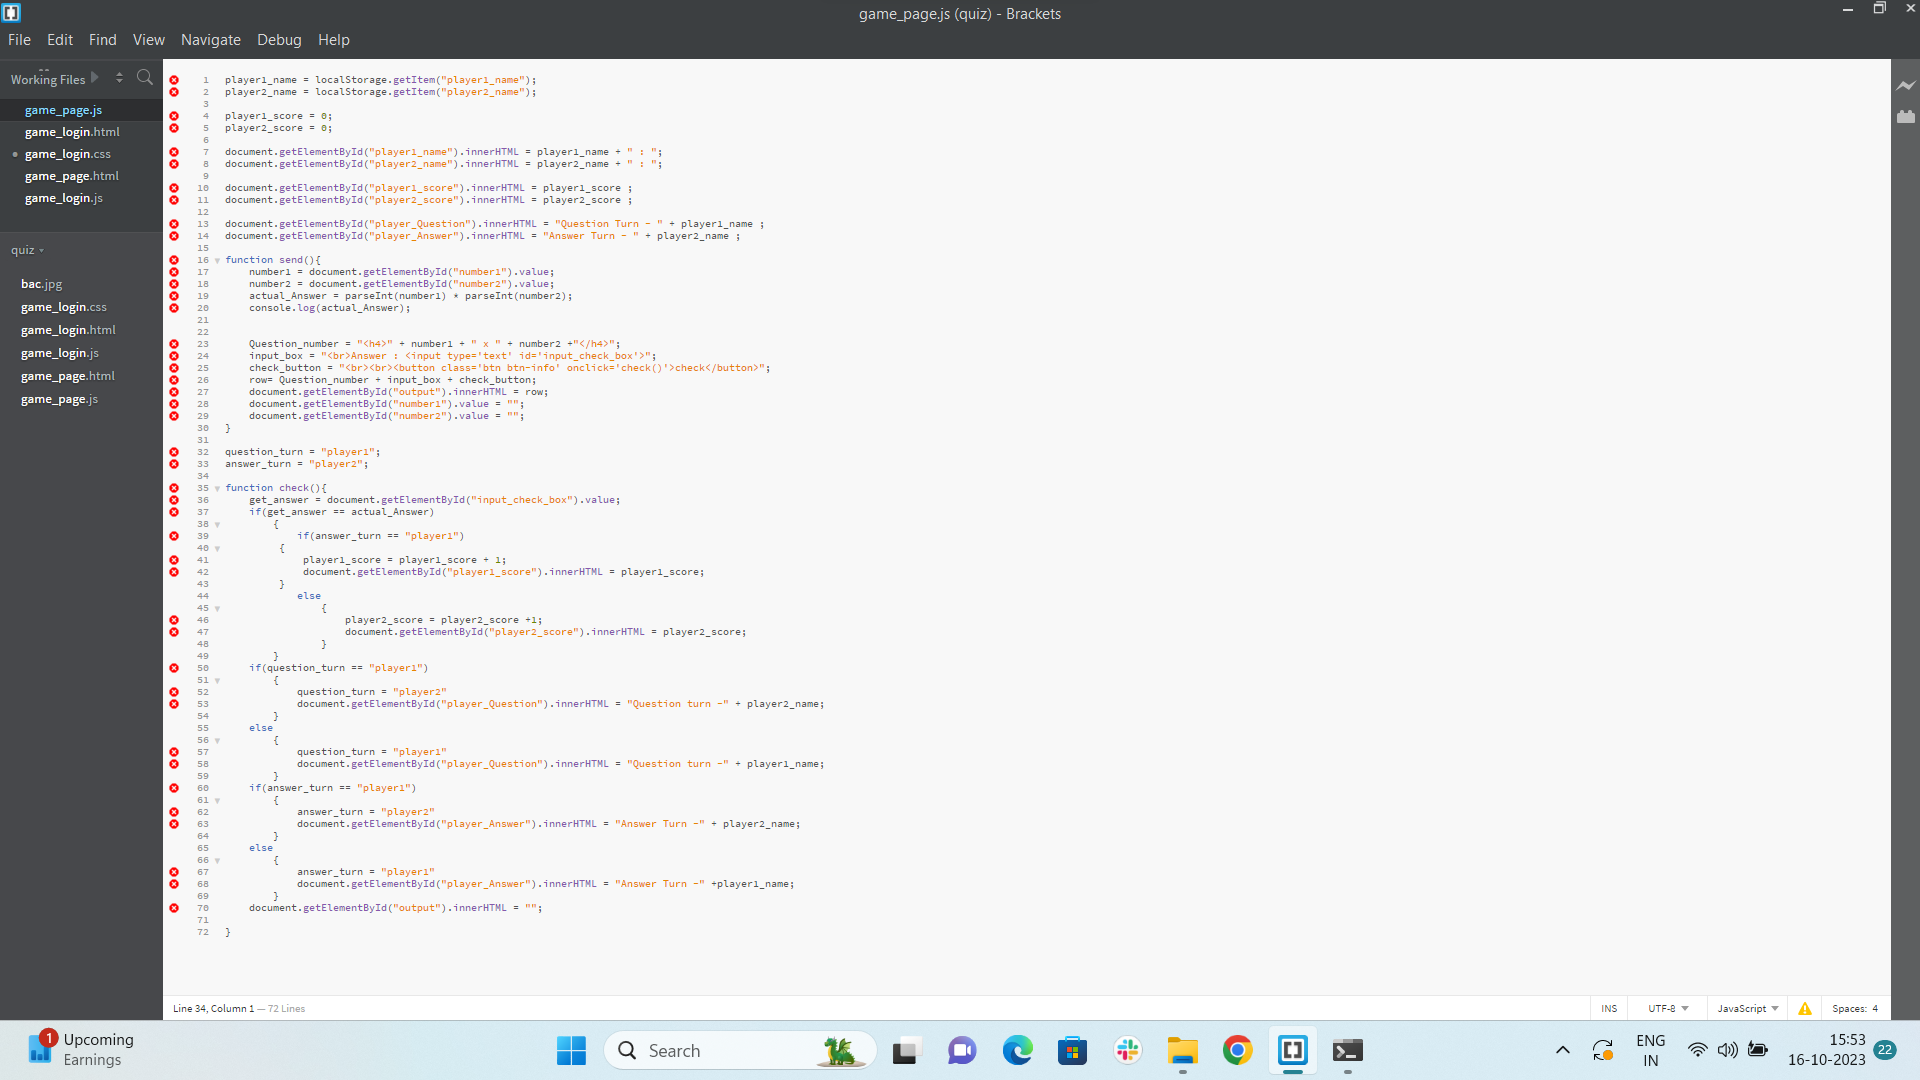 game_page.js (quiz) - Brackets
File Edit Find View Navigate Debug Help
Working Files
game_page.js
game_login.html
game_login.css
game_page.html
game_login.js
quiz
bac.jpg
game_login.css
game_login.html
game_login.js
game_page.html
game_page.js
1 player1_name = localStorage.getItem("player1_name");
2 player2_name = localStorage.getItem("player2_name");
3
4 player1_score = 0;
5 player2_score = 0;
6
7 document.getElementById("player1_name").innerHTML = player1_name + " : ";
8 document.getElementById("player2_name").innerHTML = player2_name + " : ";
9
10 document.getElementById("player1_score").innerHTML = player1_score ;
11 document.getElementById("player2_score").innerHTML = player2_score ;
12
13 document.getElementById("player_Question").innerHTML = "Question Turn - " + player1_name ;
14 document.getElementById("player_Answer").innerHTML = "Answer Turn - " + player2_name ;
15
16 function send(){
17 number1 = document.getElementById("number1").value;
18 number2 = document.getElementById("number2").value;
19 actual_Answer = parseInt(number1) * parseInt(number2);
20 console.log(actual_Answer);
21
22
23 Question_number = "<h4>" + number1 + " x " + number2 +"</h4>";
24 input_box = "<br>Answer : <input type='text' id='input_check_box'>";
25 check_button = "<br><br><button class='btn btn-info' onclick='check()'>check</button>";
26 row= Question_number + input_box + check_button;
27 document.getElementById("output").innerHTML = row;
28 document.getElementById("number1").value = "";
29 document.getElementById("number2").value = "";
30 }
31
32 question_turn = "player1";
33 answer_turn = "player2";
34
35 function check(){
36 get_answer = document.getElementById("input_check_box").value;
37 if(get_answer == actual_Answer)
38 {
39 if(answer_turn == "player1")
40 {
41 player1_score = player1_score + 1;
42 document.getElementById("player1_score").innerHTML = player1_score;
43 }
44 else
45 {
46 player2_score = player2_score +1;
47 document.getElementById("player2_score").innerHTML = player2_score;
48 }
49 }
50 if(question_turn == "player1")
51 {
52 question_turn = "player2"
53 document.getElementById("player_Question").innerHTML = "Question turn -" + player2_name;
54 }
55 else
56 {
57 question_turn = "player1"
58 document.getElementById("player_Question").innerHTML = "Question turn -" + player1_name;
59 }
60 if(answer_turn == "player1")
61 {
62 answer_turn = "player2"
63 document.getElementById("player_Answer").innerHTML = "Answer Turn -" + player2_name;
64 }
65 else
66 {
67 answer_turn = "player1"
68 document.getElementById("player_Answer").innerHTML = "Answer Turn -" +player1_name;
69 }
70 document.getElementById("output").innerHTML = "";
71
72 }
Line 34, Column 1 — 72 Lines
INS UTF-8 JavaScript Spaces: 4
1 Upcoming
Earnings
Search
ENG
IN
15:53
16-10-2023
22